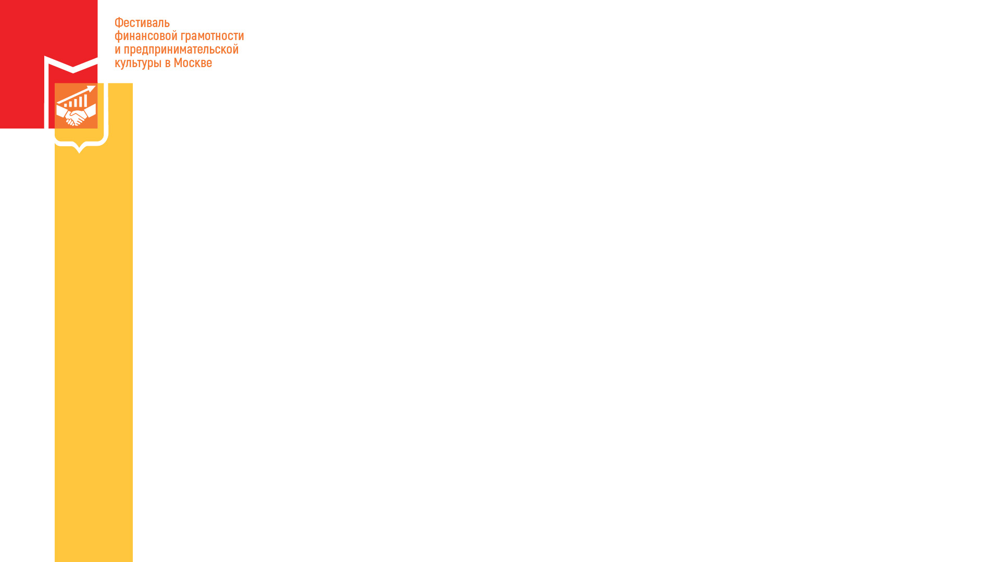 Фестиваль
финансовой грамотности
и предпринимательской
культуры в Москве